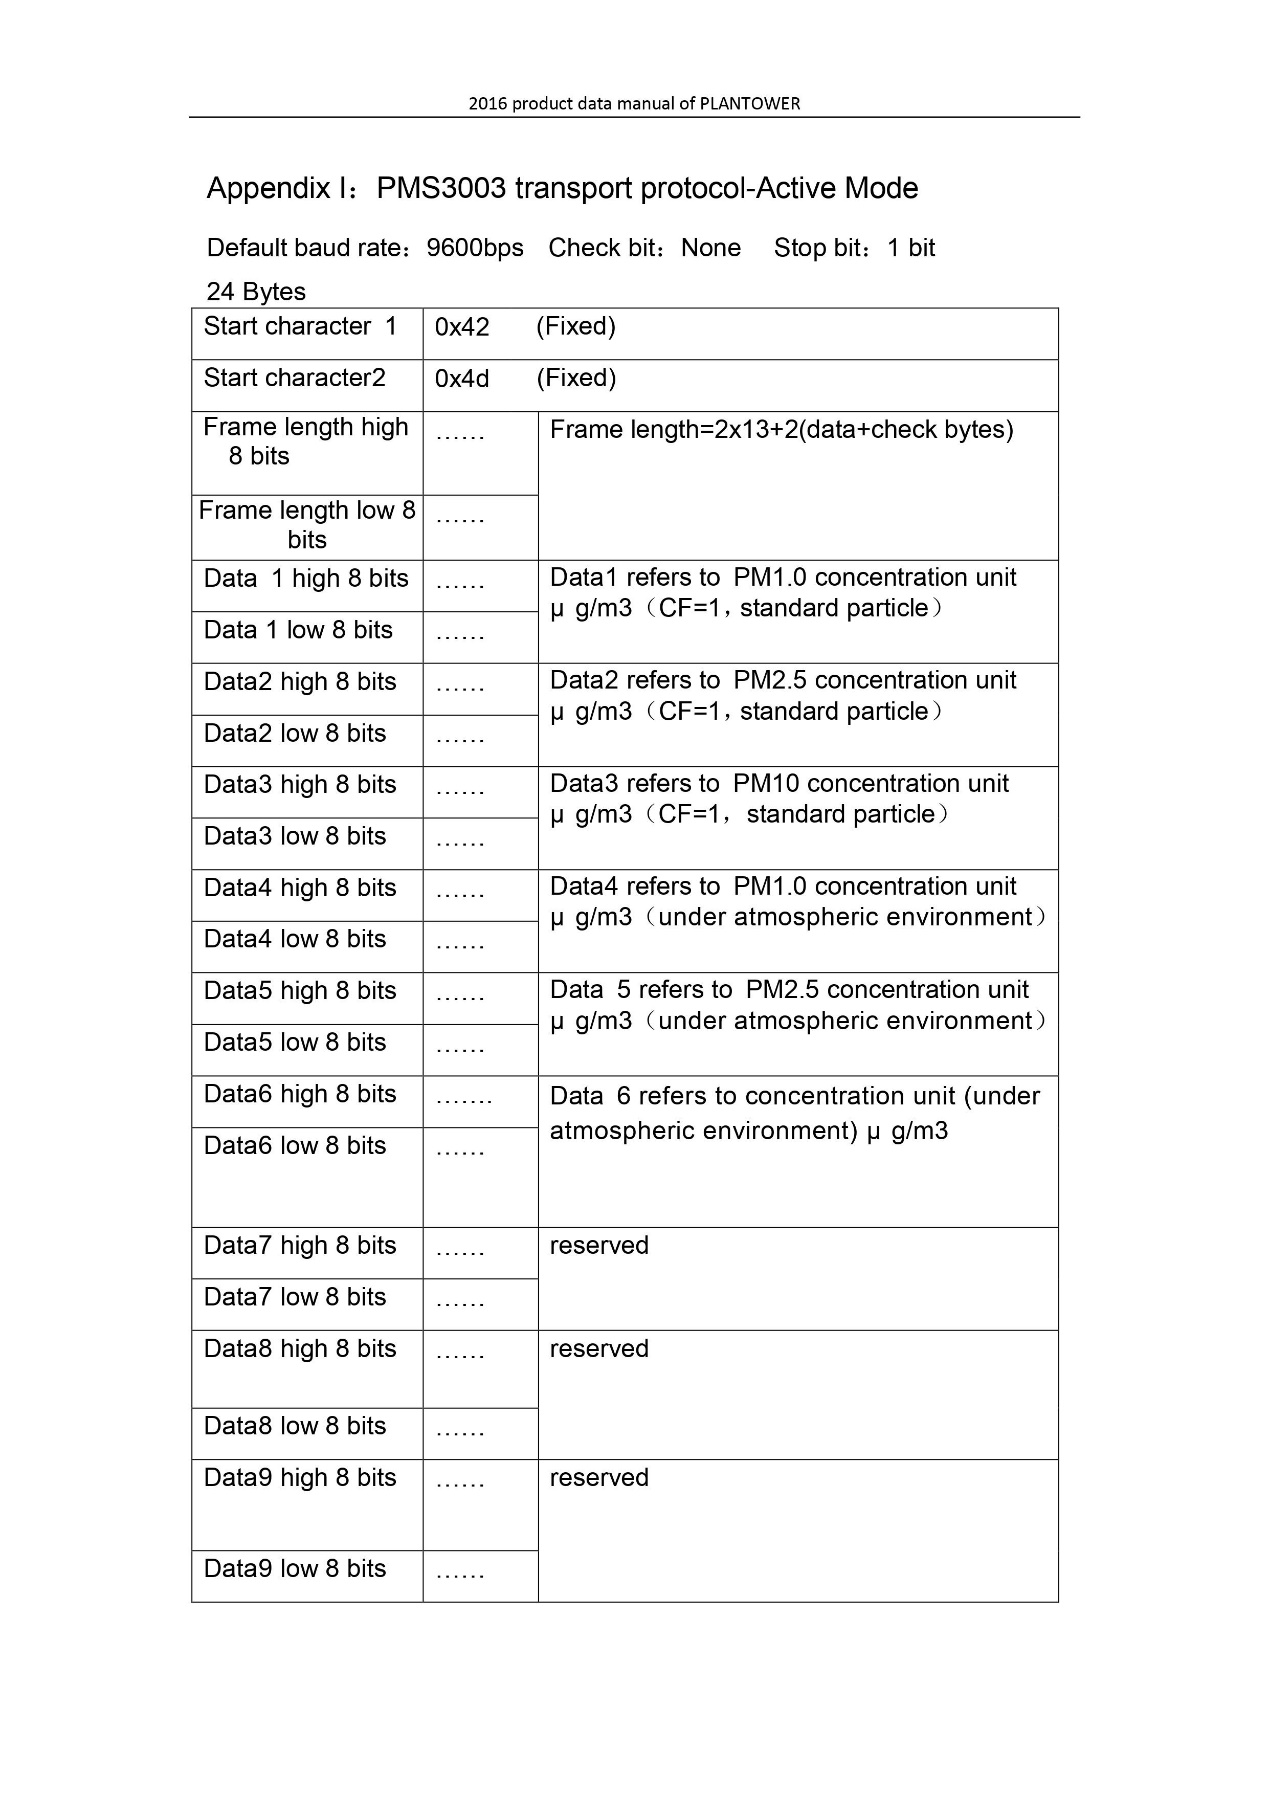 2016 product data manual of PLANTOWER
Appendix I：PMS3003 transport protocol-Active Mode
Default baud rate：9600bps Check bit：None Stop bit：1 bit
24 Bytes
Start character 1 0x42 (Fixed)
Start character2 0x4d (Fixed)
Frame length high …… Frame length=2x13+2(data+check bytes)
8 bits
Frame length low 8 ……
bits
Data 1 high 8 bits …… Data1 refers to PM1.0 concentration unit
μ g/m3（CF=1，standard particle）
Data 1 low 8 bits ……
Data2 high 8 bits …… Data2 refers to PM2.5 concentration unit
μ g/m3（CF=1，standard particle）
Data2 low 8 bits ……
Data3 high 8 bits …… Data3 refers to PM10 concentration unit
μ g/m3（CF=1， standard particle）
Data3 low 8 bits ……
Data4 high 8 bits …… Data4 refers to PM1.0 concentration unit
μ g/m3（under atmospheric environment）
Data4 low 8 bits ……
Data5 high 8 bits …… Data 5 refers to PM2.5 concentration unit
μ g/m3（under atmospheric environment）
Data5 low 8 bits ……
Data6 high 8 bits ……. Data 6 refers to concentration unit (under
atmospheric environment) μ g/m3
Data6 low 8 bits ……
Data7 high 8 bits …… reserved
Data7 low 8 bits ……
Data8 high 8 bits …… reserved
Data8 low 8 bits ……
Data9 high 8 bits …… reserved
Data9 low 8 bits ……